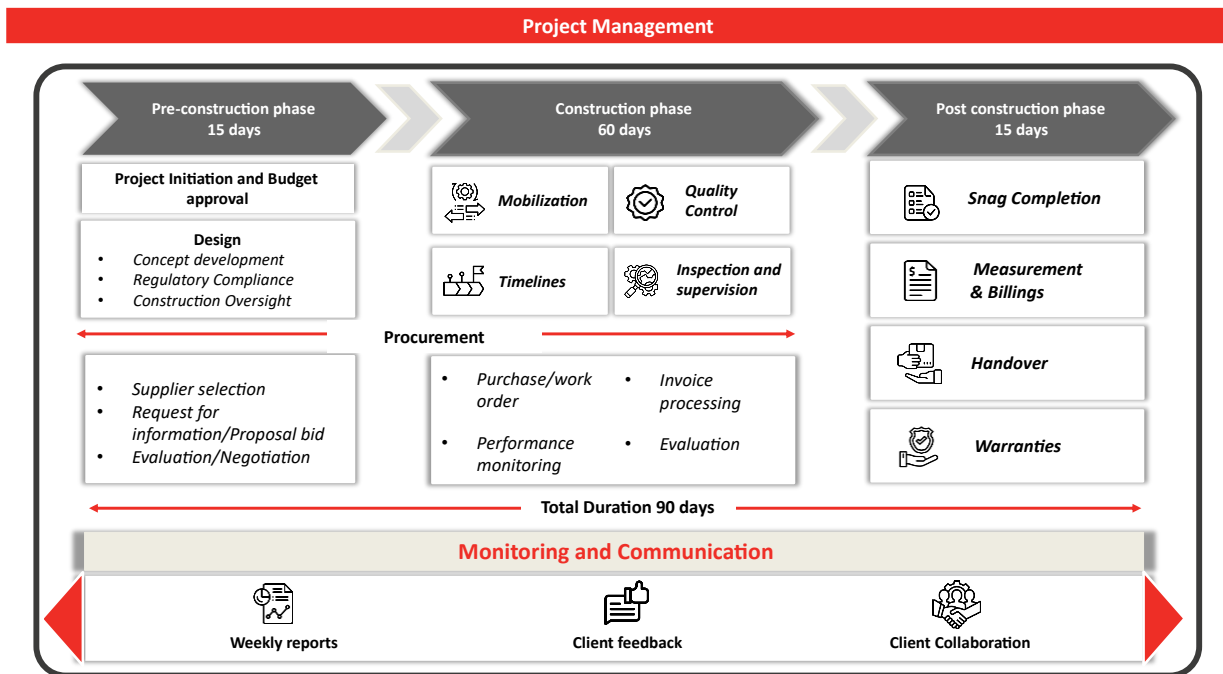 Project Management
Pre-construction phase
15 days
Construction phase
60 days
Post construction phase
15 days
Project Initiation and Budget
approval
Design
• Concept development
• Regulatory Compliance
• Construction Oversight
Mobilization
Quality
Control
Timelines
Inspection and
supervision
Snag Completion
Measurement
& Billings
Handover
Warranties
Procurement
• Supplier selection
• Request for
information/Proposal bid
• Evaluation/Negotiation
• Purchase/work
order
• Performance
monitoring
• Invoice
processing
• Evaluation
Total Duration 90 days
Monitoring and Communication
Weekly reports
Client feedback
Client Collaboration